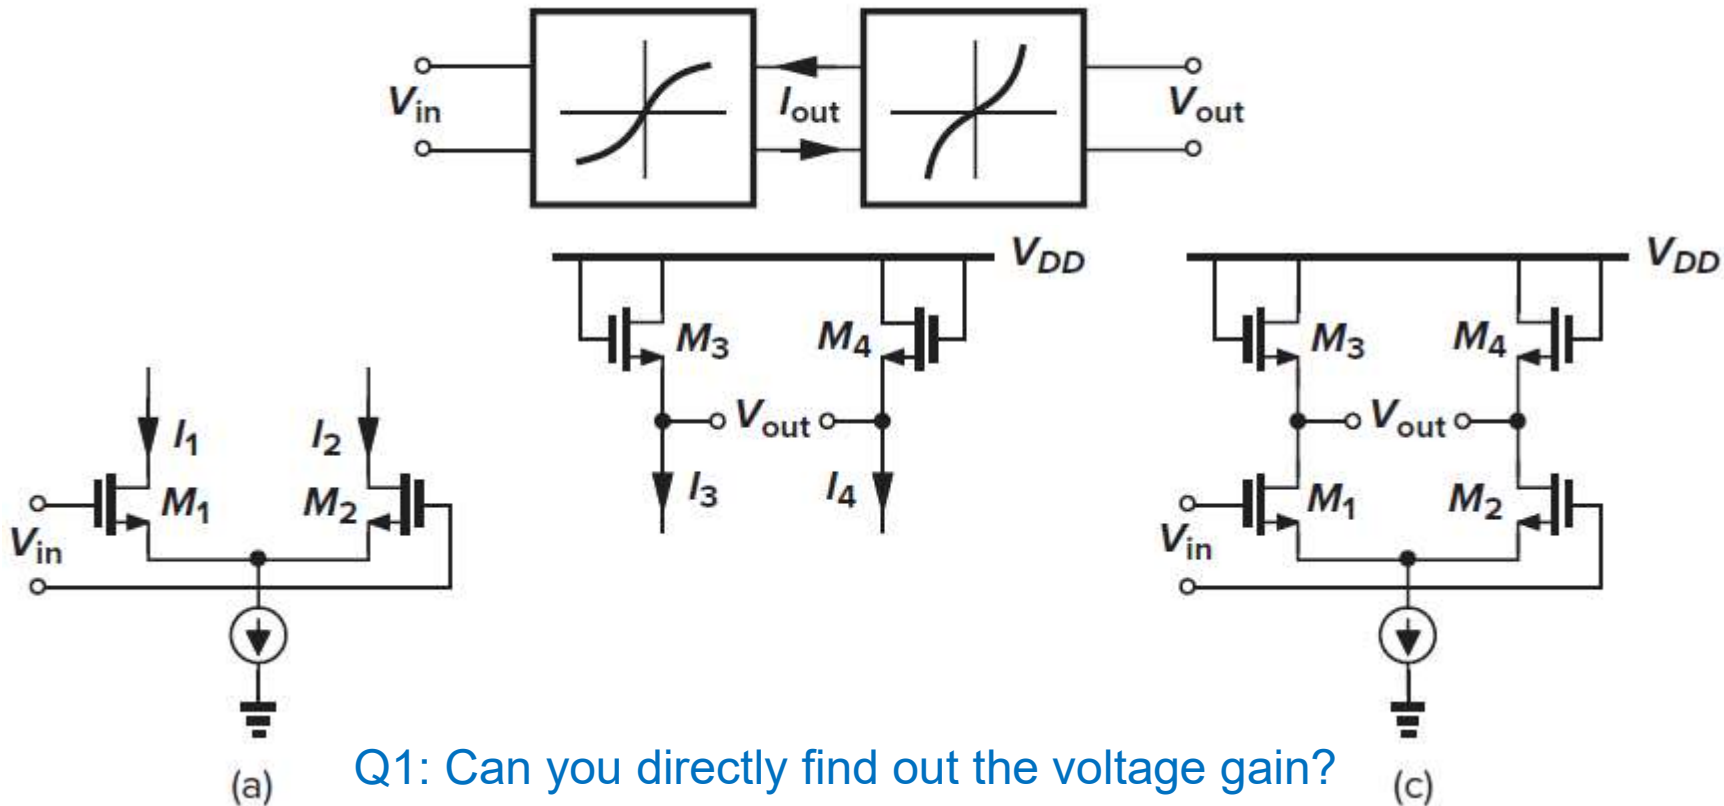 V_in
I_out
V_out
V_DD
V_DD
M_3
M_4
M_3
M_4
I_1
I_2
V_out
V_out
M_1
M_2
I_3
I_4
M_1
M_2
V_in
V_in
(a)
Q1: Can you directly find out the voltage gain?
(c)